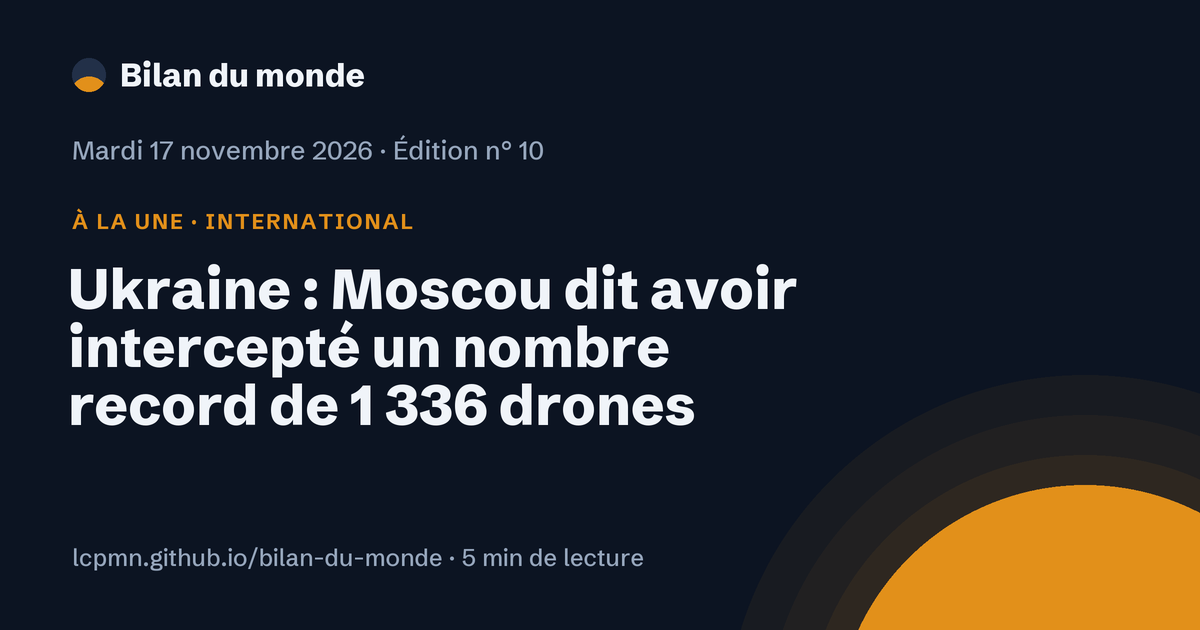 Bilan du monde
Mardi 17 novembre 2026 · Édition n° 10
À LA UNE · INTERNATIONAL
Ukraine : Moscou dit avoir
intercepté un nombre
record de 1 336 drones
lcpmn.github.io/bilan-du-monde · 5 min de lecture